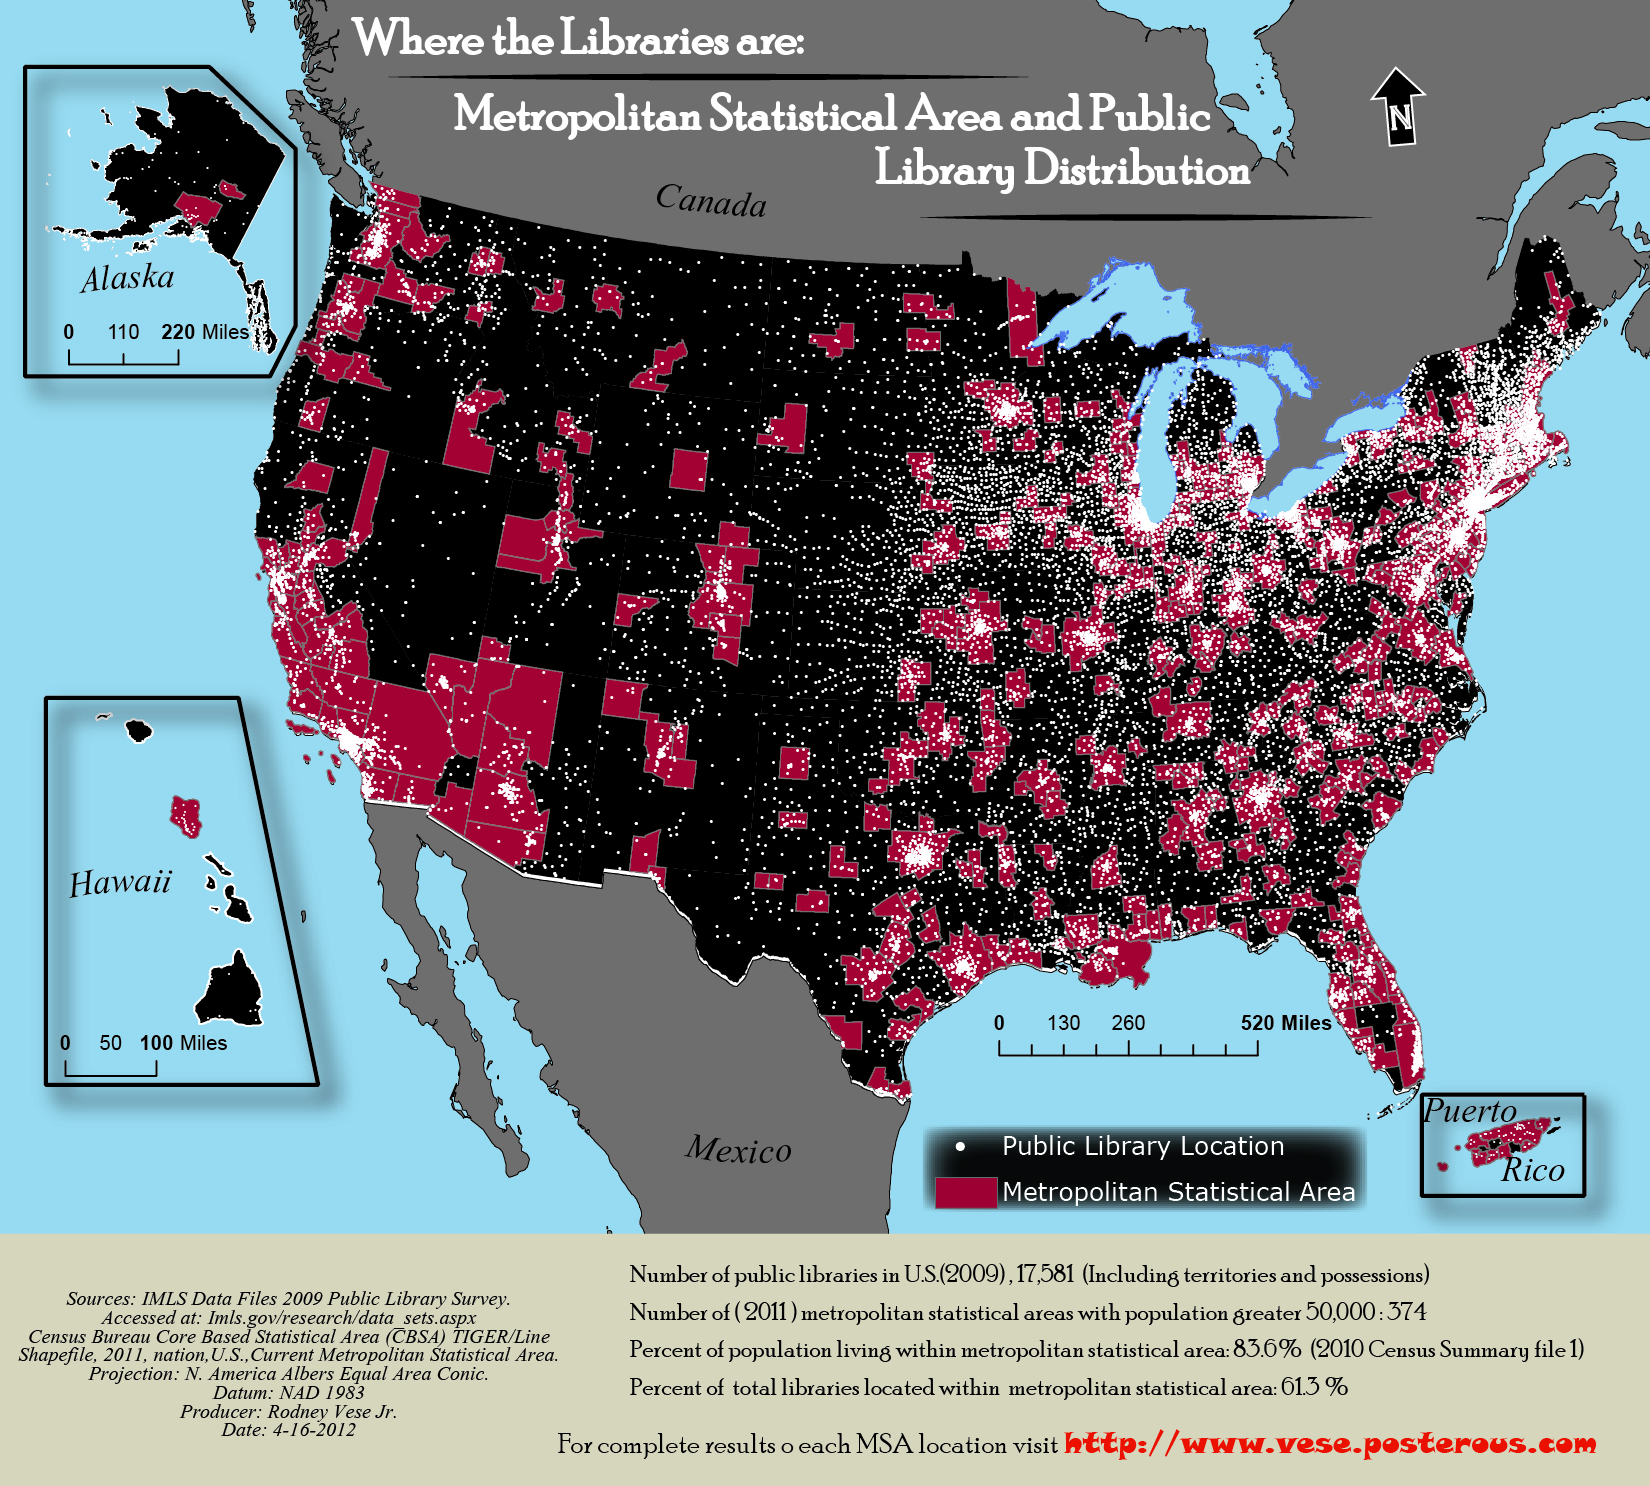 Where the Libraries are:
Metropolitan Statistical Area and Public
Library Distribution
N
Canada
Alaska
0 110 220 Miles
Hawaii
0 50 100 Miles
Mexico
0 130 260 520 Miles
Puerto
Rico
Public Library Location
Metropolitan Statistical Area
Sources: IMLS Data Files 2009 Public Library Survey.
Accessed at: Imls.gov/research/data_sets.aspx
Census Bureau Core Based Statistical Area (CBSA) TIGER/Line
Shapefile, 2011, nation,U.S.,Current Metropolitan Statistical Area.
Projection: N. America Albers Equal Area Conic.
Datum: NAD 1983
Producer: Rodney Vese Jr.
Date: 4-16-2012
Number of public libraries in U.S.(2009) , 17,581 (Including territories and possessions)
Number of ( 2011 ) metropolitan statistical areas with population greater 50,000 : 374
Percent of population living within metropolitan statistical area: 83.6% (2010 Census Summary file 1)
Percent of total libraries located within metropolitan statistical area: 61.3 %
For complete results o each MSA location visit http://www.vese.posterous.com